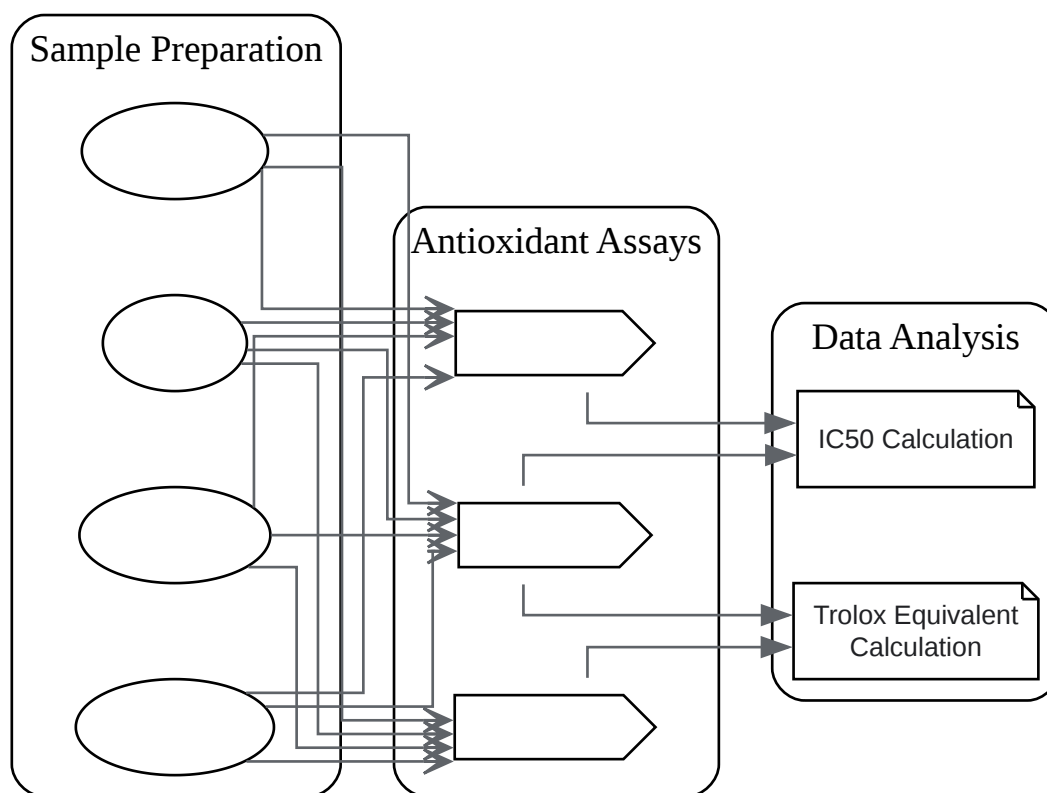 Sample Preparation
Antioxidant Assays
Data Analysis
IC50 Calculation
Trolox Equivalent
Calculation